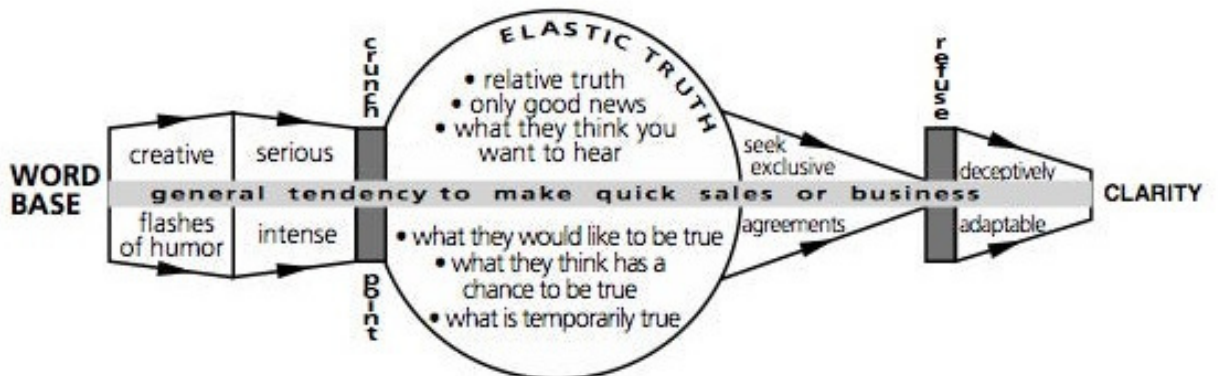 WORD
BASE
creative
flashes
of humor
serious
intense
crunch
point
ELASTIC TRUTH
• relative truth
• only good news
• what they think you
want to hear
general tendency to make quick sales or business
• what they would like to be true
• what they think has a
chance to be true
• what is temporarily true
seek
exclusive
agreements
refuse
deceptively
adaptable
CLARITY